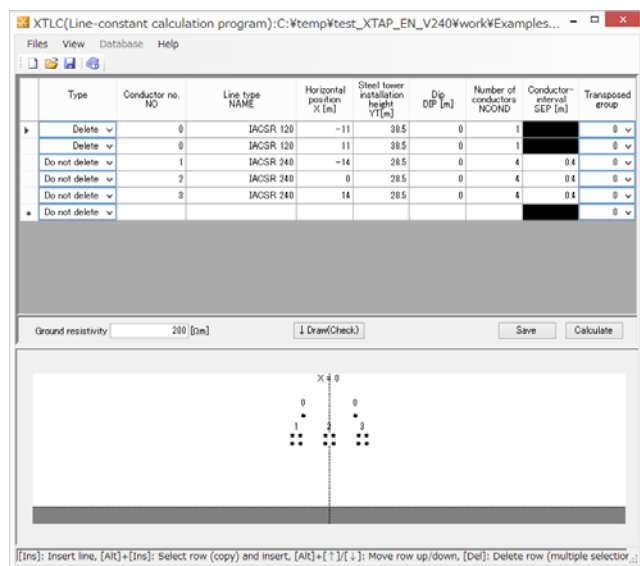 XTLC(Line-constant calculation program):C:¥temp¥test_XTAP_EN_V240¥work¥Examples...
Files View Database Help
Type Conductor no. NO Line type NAME Horizontal position X [m] Steel tower installation height YT[m] Dip DIP [m] Number of conductors NCOND Conductor-interval SEP [m] Transposed group
Delete 0 IACSR 120 -11 38.5 0 1 0
Delete 0 IACSR 120 11 38.5 0 1 0
Do not delete 1 IACSR 240 -14 28.5 0 4 0.4 0
Do not delete 2 IACSR 240 0 28.5 0 4 0.4 0
Do not delete 3 IACSR 240 14 28.5 0 4 0.4 0
Do not delete 0
Ground resistivity 200 [Ωm] ↓Draw(Check) Save Calculate
X = 0
0 0
1 2 3
[Ins]: Insert line, [Alt]+[Ins]: Select row (copy) and insert, [Alt]+[↑]/[↓]: Move row up/down, [Del]: Delete row (multiple selection